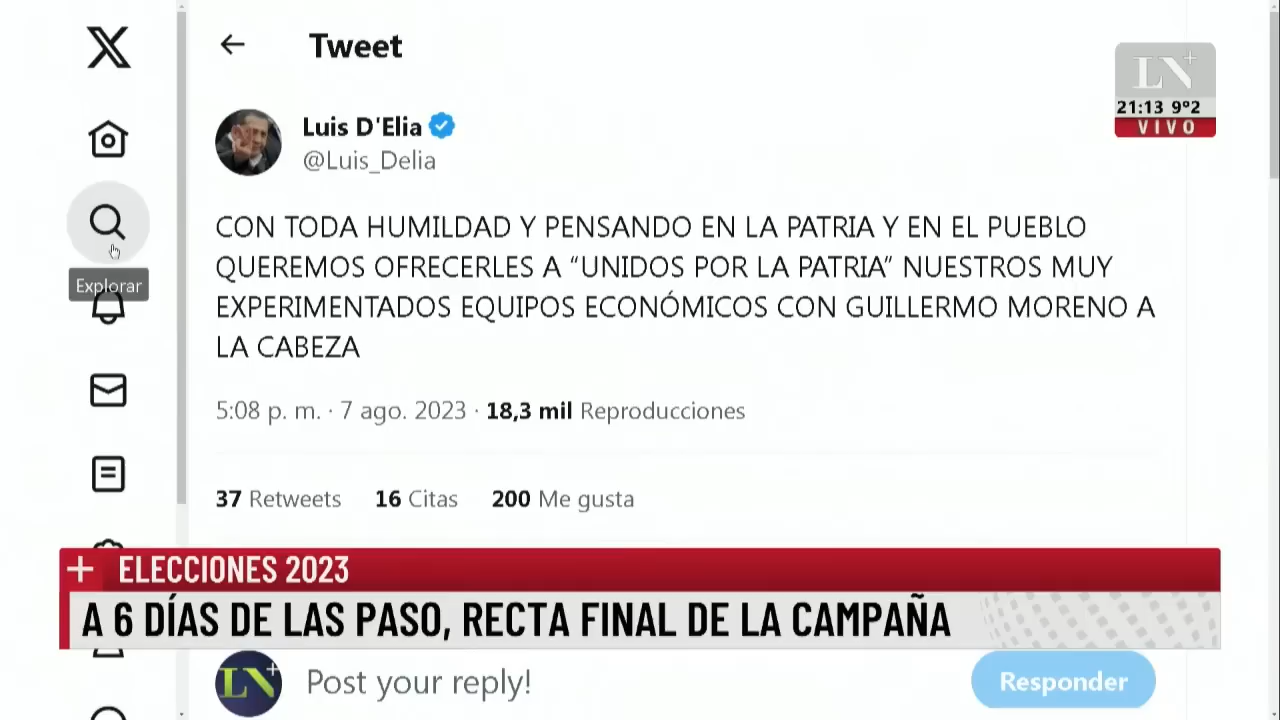 Tweet
LN+
21:13 9º2
VIVO
Luis D'Elia
@Luis_Delia
CON TODA HUMILDAD Y PENSANDO EN LA PATRIA Y EN EL PUEBLO
QUEREMOS OFRECERLES A “UNIDOS POR LA PATRIA” NUESTROS MUY
EXPERIMENTADOS EQUIPOS ECONÓMICOS CON GUILLERMO MORENO A
LA CABEZA
Explorar
5:08 p. m. · 7 ago. 2023 · 18,3 mil Reproducciones
37 Retweets 16 Citas 200 Me gusta
+ ELECCIONES 2023
A 6 DÍAS DE LAS PASO, RECTA FINAL DE LA CAMPAÑA
LN+
Post your reply!
Responder